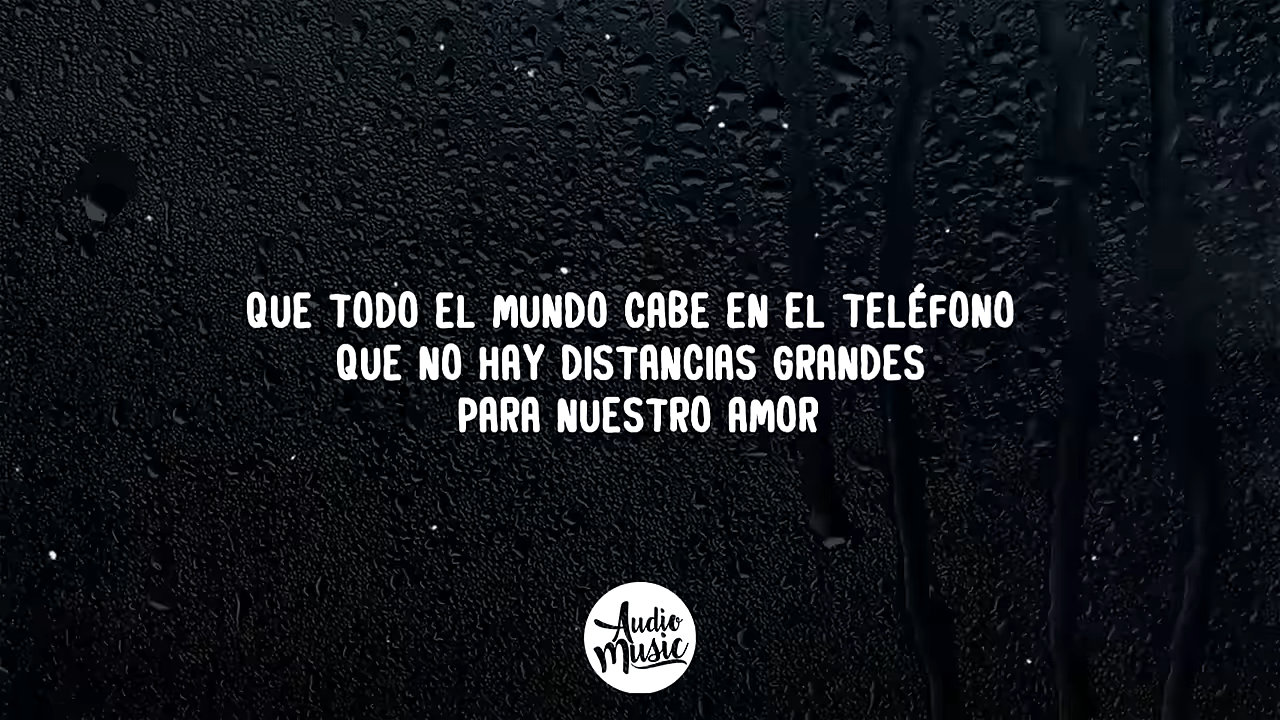 QUE TODO EL MUNDO CABE EN EL TELÉFONO
QUE NO HAY DISTANCIAS GRANDES
PARA NUESTRO AMOR
Audio
Music